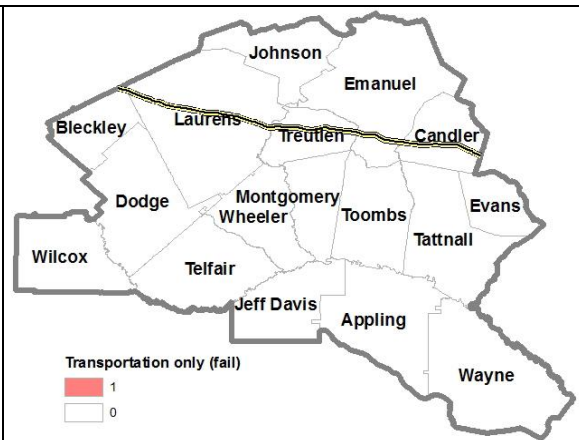 Johnson
Emanuel
Bleckley
Laurens
Treutlen
Candler
Dodge
Montgomery
Wheeler
Toombs
Evans
Tattnall
Wilcox
Telfair
Jeff Davis
Appling
Wayne
Transportation only (fail)
1
0